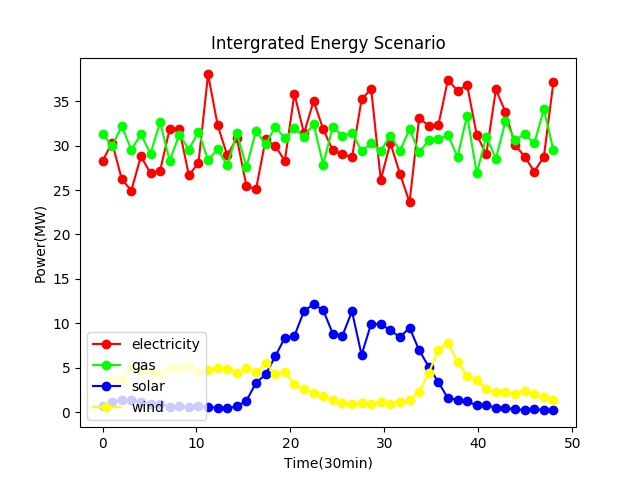 Intergrated Energy Scenario
Power(MW)
35
30
25
20
15
10
5
0
electricity
gas
solar
wind
0 10 20 30 40 50
Time(30min)